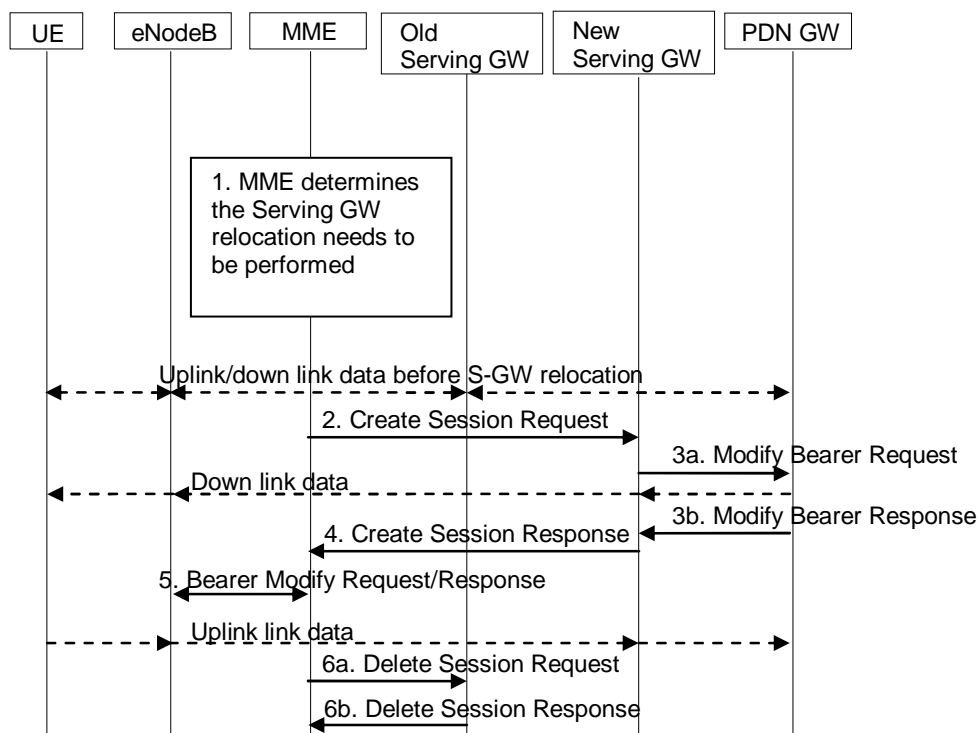 UE
eNodeB
MME
Old
Serving GW
New
Serving GW
PDN GW
1. MME determines
the Serving GW
relocation needs to
be performed
Uplink/down link data before S-GW relocation
2. Create Session Request
3a. Modify Bearer Request
Down link data
3b. Modify Bearer Response
4. Create Session Response
5. Bearer Modify Request/Response
Uplink link data
6a. Delete Session Request
6b. Delete Session Response